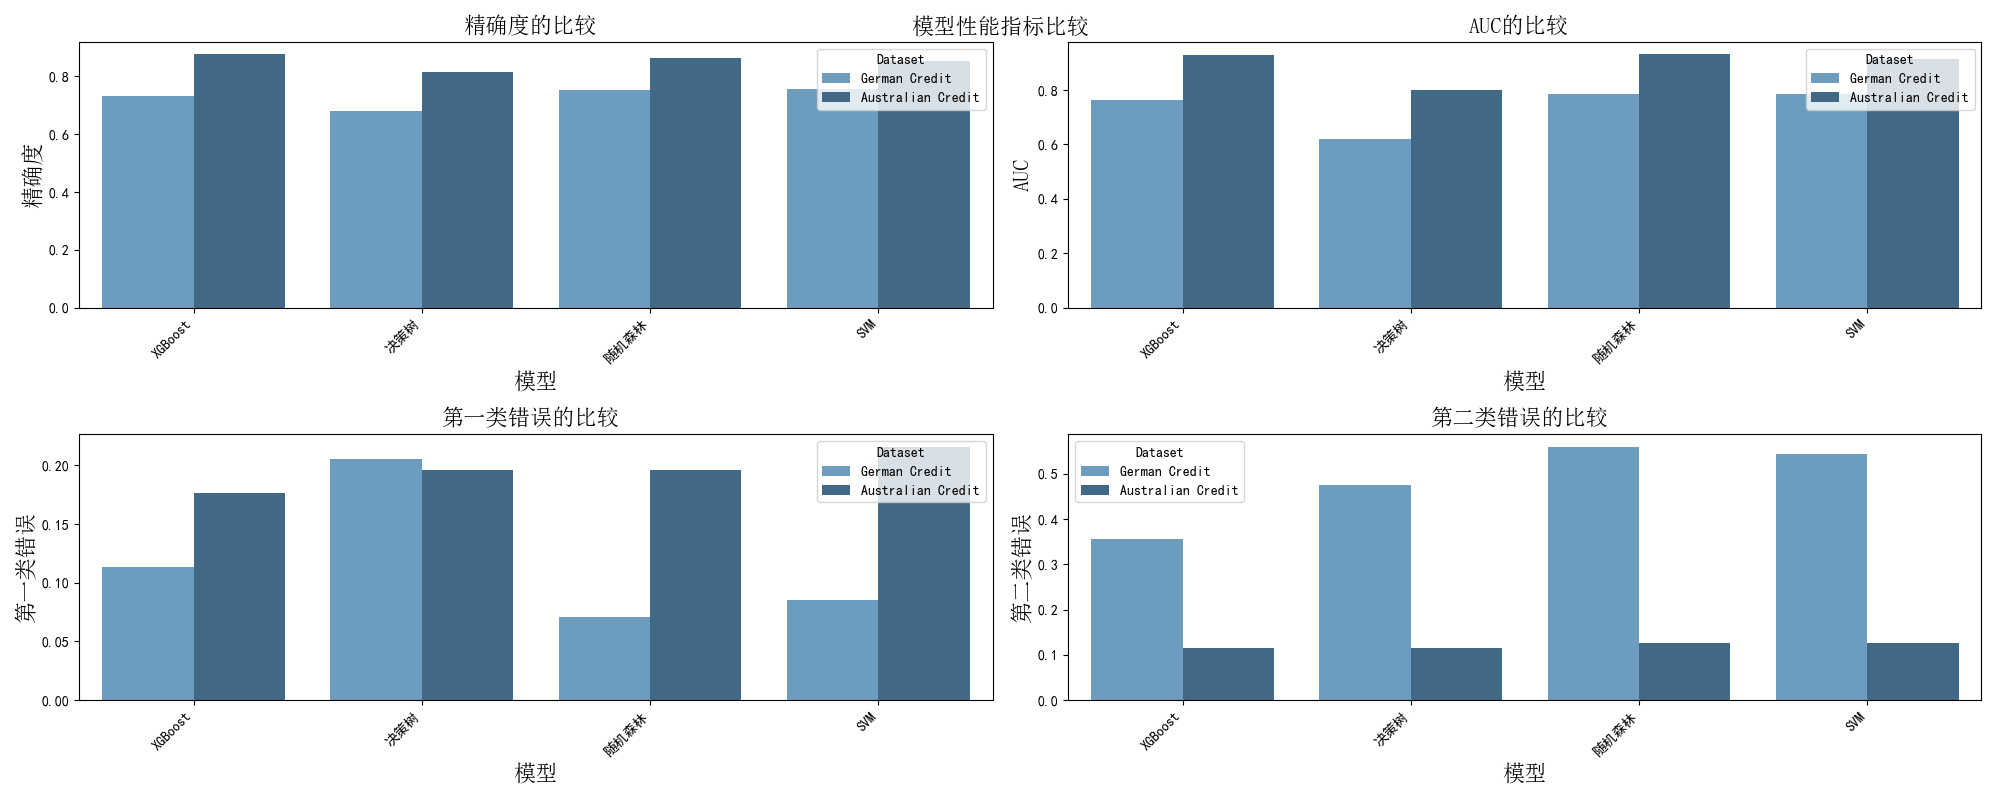 模型性能指标比较
精确度的比较
精确度
0.8
0.6
0.4
0.2
0.0
Dataset
German Credit
Australian Credit
XGBoost
决策树
随机森林
SVM
模型
AUC的比较
AUC
0.8
0.6
0.4
0.2
0.0
Dataset
German Credit
Australian Credit
XGBoost
决策树
随机森林
SVM
模型
第一类错误的比较
第一类错误
0.20
0.15
0.10
0.05
0.00
Dataset
German Credit
Australian Credit
XGBoost
决策树
随机森林
SVM
模型
第二类错误的比较
第二类错误
0.5
0.4
0.3
0.2
0.1
0.0
Dataset
German Credit
Australian Credit
XGBoost
决策树
随机森林
SVM
模型